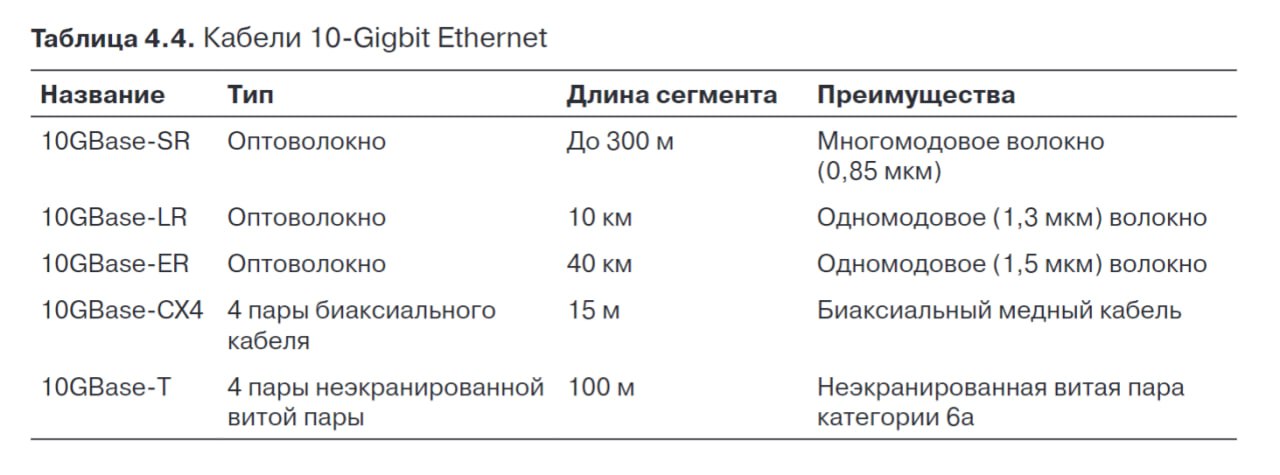 Таблица 4.4. Кабели 10-Gigbit Ethernet
Название Тип Длина сегмента Преимущества
10GBase-SR Оптоволокно До 300 м Многомодовое волокно
(0,85 мкм)
10GBase-LR Оптоволокно 10 км Одномодовое (1,3 мкм) волокно
10GBase-ER Оптоволокно 40 км Одномодовое (1,5 мкм) волокно
10GBase-CX4 4 пары биаксиального 15 м Биаксиальный медный кабель
кабеля
10GBase-T 4 пары неэкранированной 100 м Неэкранированная витая пара
витой пары категории 6а